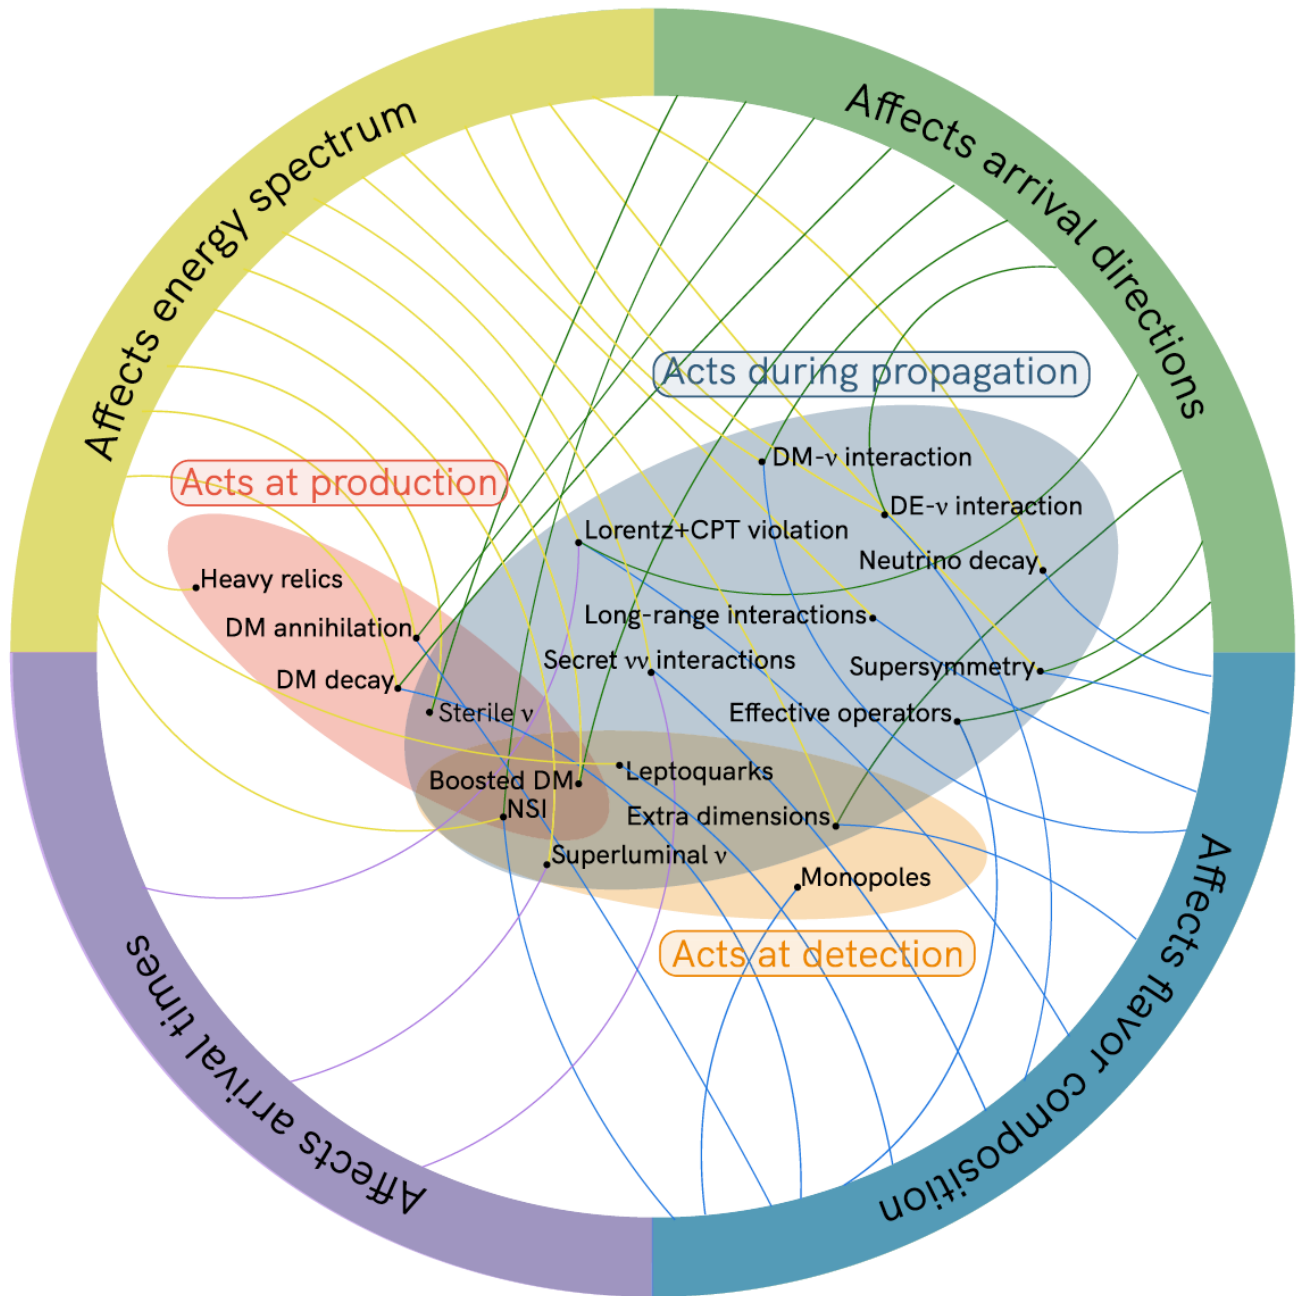 Affects energy spectrum
Affects arrival directions
Acts during propagation
DM-ν interaction
Acts at production
DE-ν interaction
Lorentz+CPT violation
Neutrino decay
Heavy relics
Long-range interactions
DM annihilation
Secret νν interactions
Supersymmetry
DM decay
Sterile ν
Effective operators
Leptoquarks
Boosted DM
NSI
Extra dimensions
Superluminal ν
Monopoles
Acts at detection
Affects arrival times
Affects flavor composition